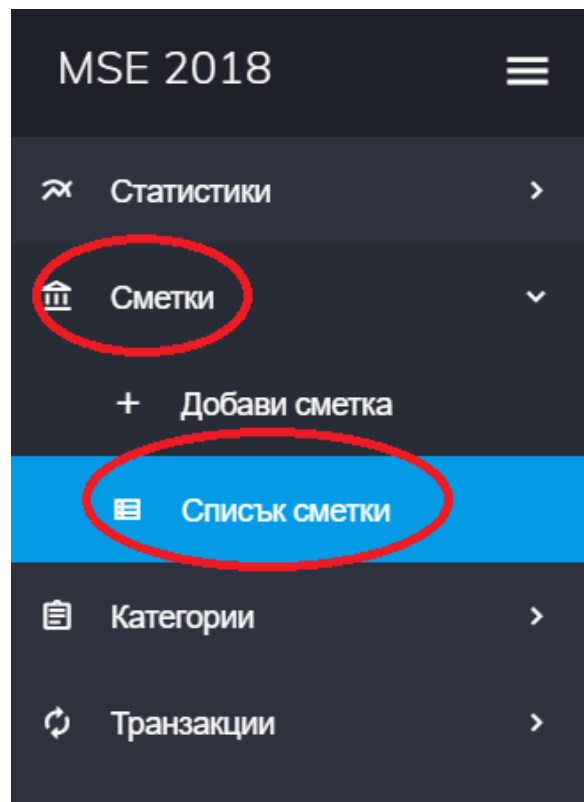 MSE 2018
Статистики
Сметки
Добави сметка
Списък сметки
Категории
Транзакции